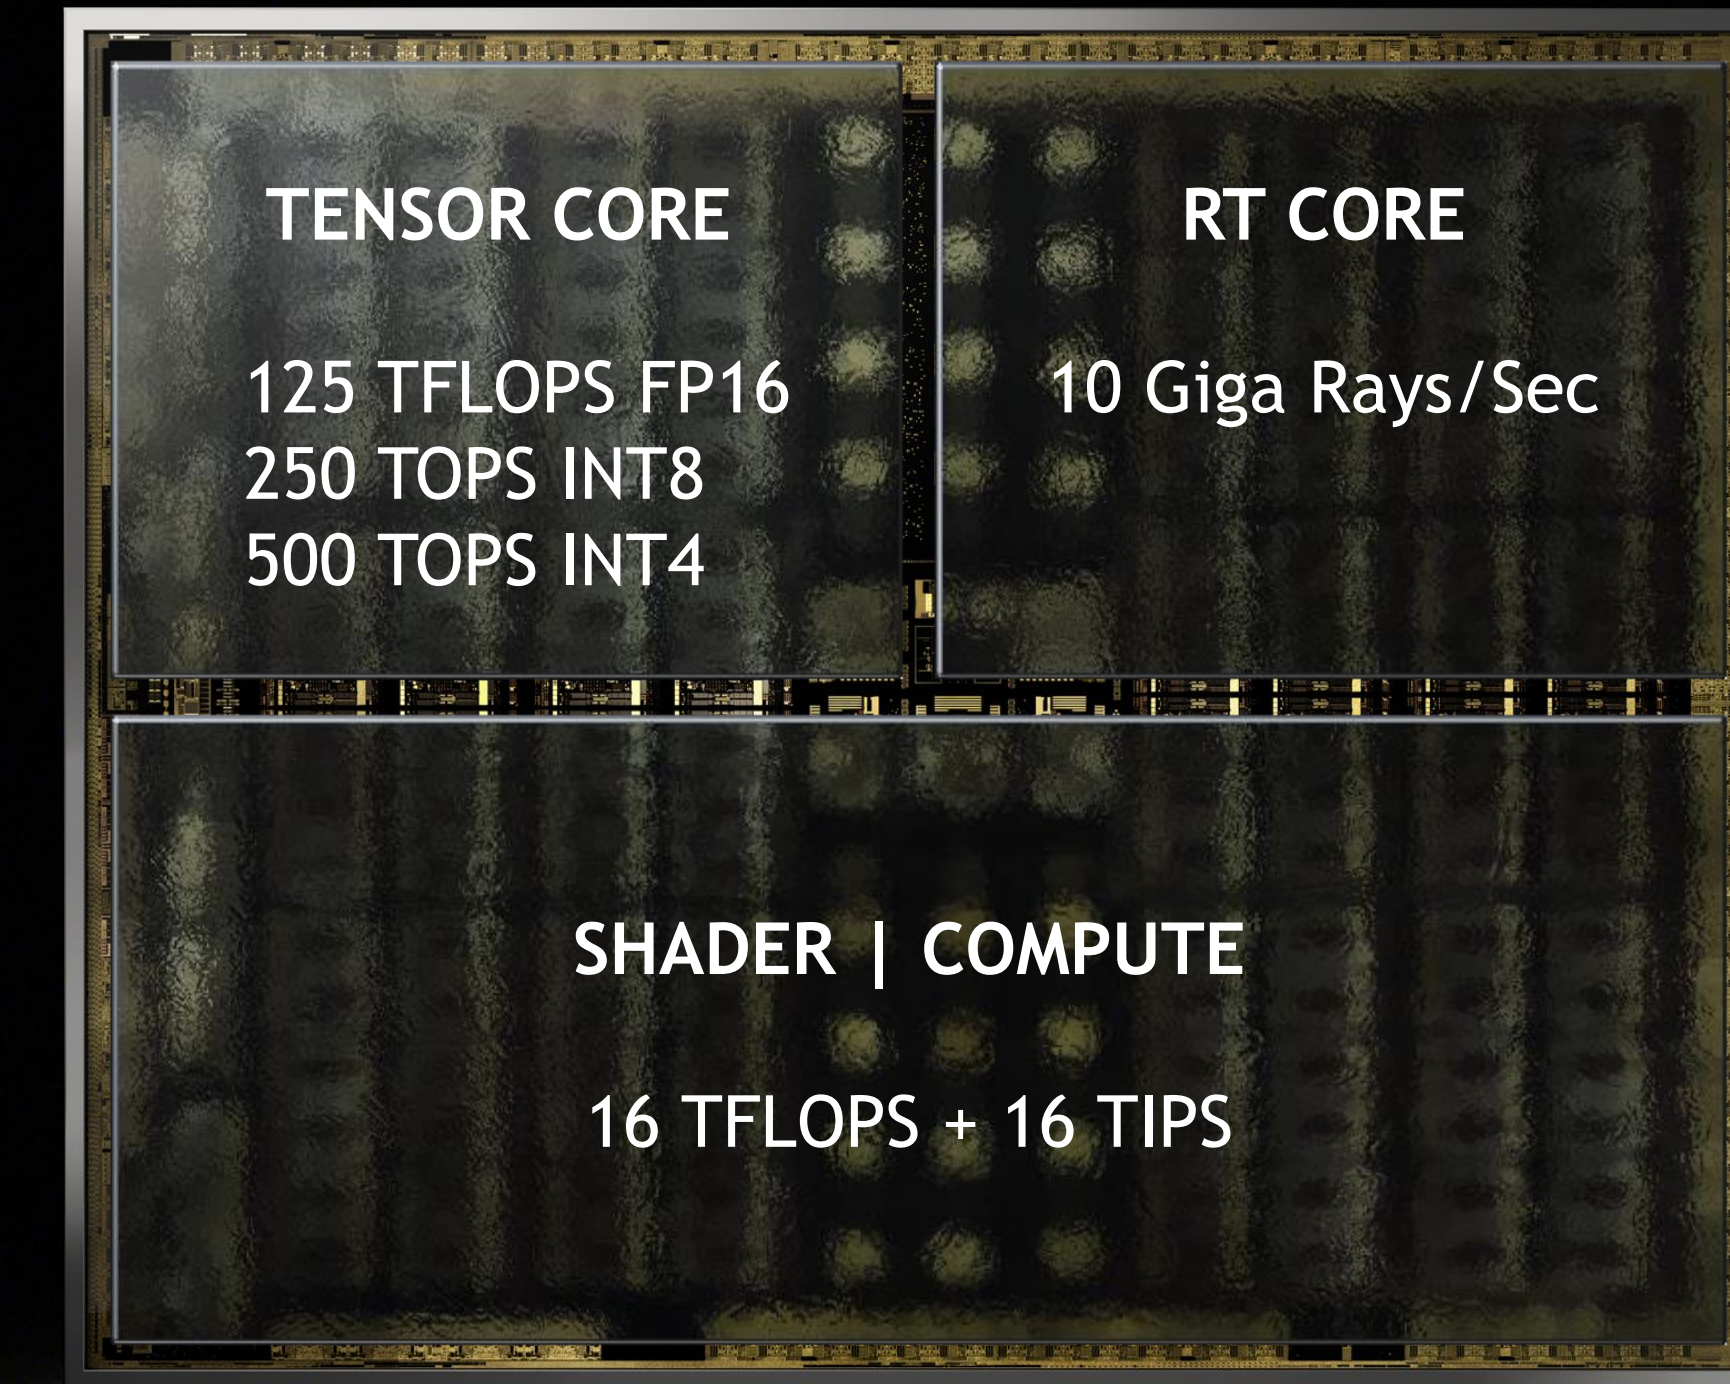 TENSOR CORE
125 TFLOPS FP16
250 TOPS INT8
500 TOPS INT4
RT CORE
10 Giga Rays/Sec
SHADER | COMPUTE
16 TFLOPS + 16 TIPS